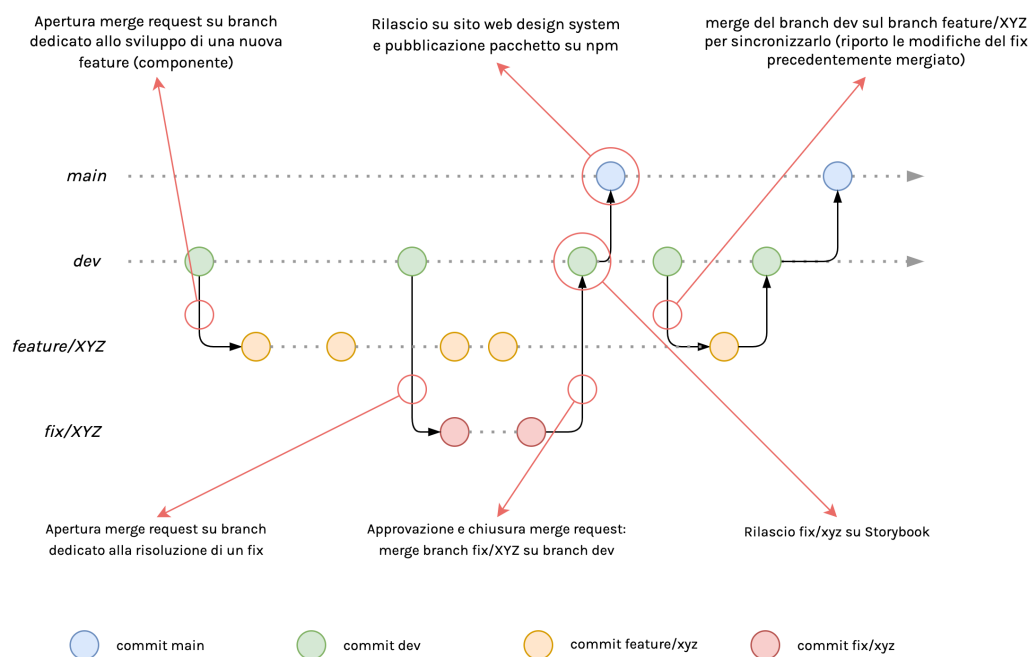 Apertura merge request su branch
dedicato allo sviluppo di una nuova
feature (componente)
Rilascio su sito web design system
e pubblicazione pacchetto su npm
merge del branch dev sul branch feature/XYZ
per sincronizzarlo (riporto le modifiche del fix
precedentemente mergiato)
main
dev
feature/XYZ
fix/XYZ
Apertura merge request su branch
dedicato alla risoluzione di un fix
Approvazione e chiusura merge request:
merge branch fix/XYZ su branch dev
Rilascio fix/xyz su Storybook
commit main
commit dev
commit feature/xyz
commit fix/xyz